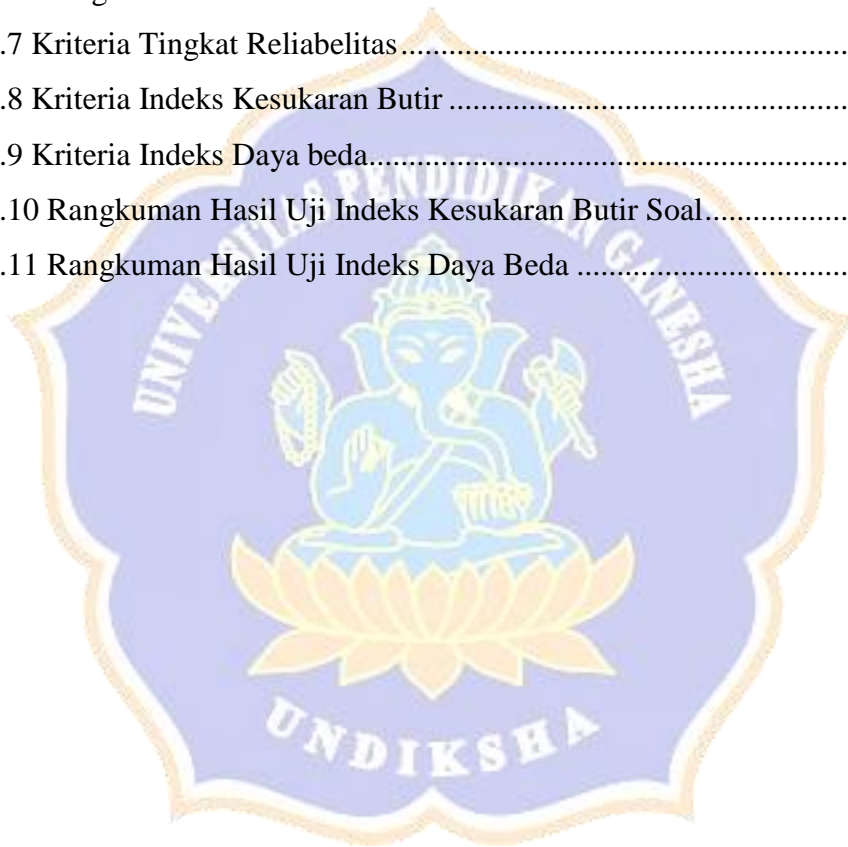 .7 Kriteria Tingkat Reliabelitas............................................................
.8 Kriteria Indeks Kesukaran Butir ......................................................
.9 Kriteria Indeks Daya beda................................................................
.10 Rangkuman Hasil Uji Indeks Kesukaran Butir Soal..................
.11 Rangkuman Hasil Uji Indeks Daya Beda ..................................
UNIVERSITAS PENDIDIKAN GANESHA
UNDIKSHA